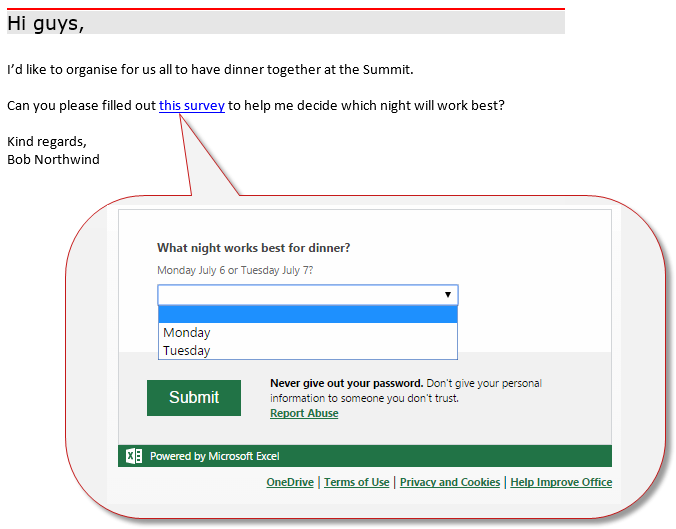 Hi guys,
I'd like to organise for us all to have dinner together at the Summit.
Can you please filled out this survey to help me decide which night will work best?
Kind regards,
Bob Northwind
What night works best for dinner?
Monday July 6 or Tuesday July 7?
Monday
Tuesday
Submit
Never give out your password. Don't give your personal
information to someone you don't trust.
Report Abuse
Powered by Microsoft Excel
OneDrive | Terms of Use | Privacy and Cookies | Help Improve Office